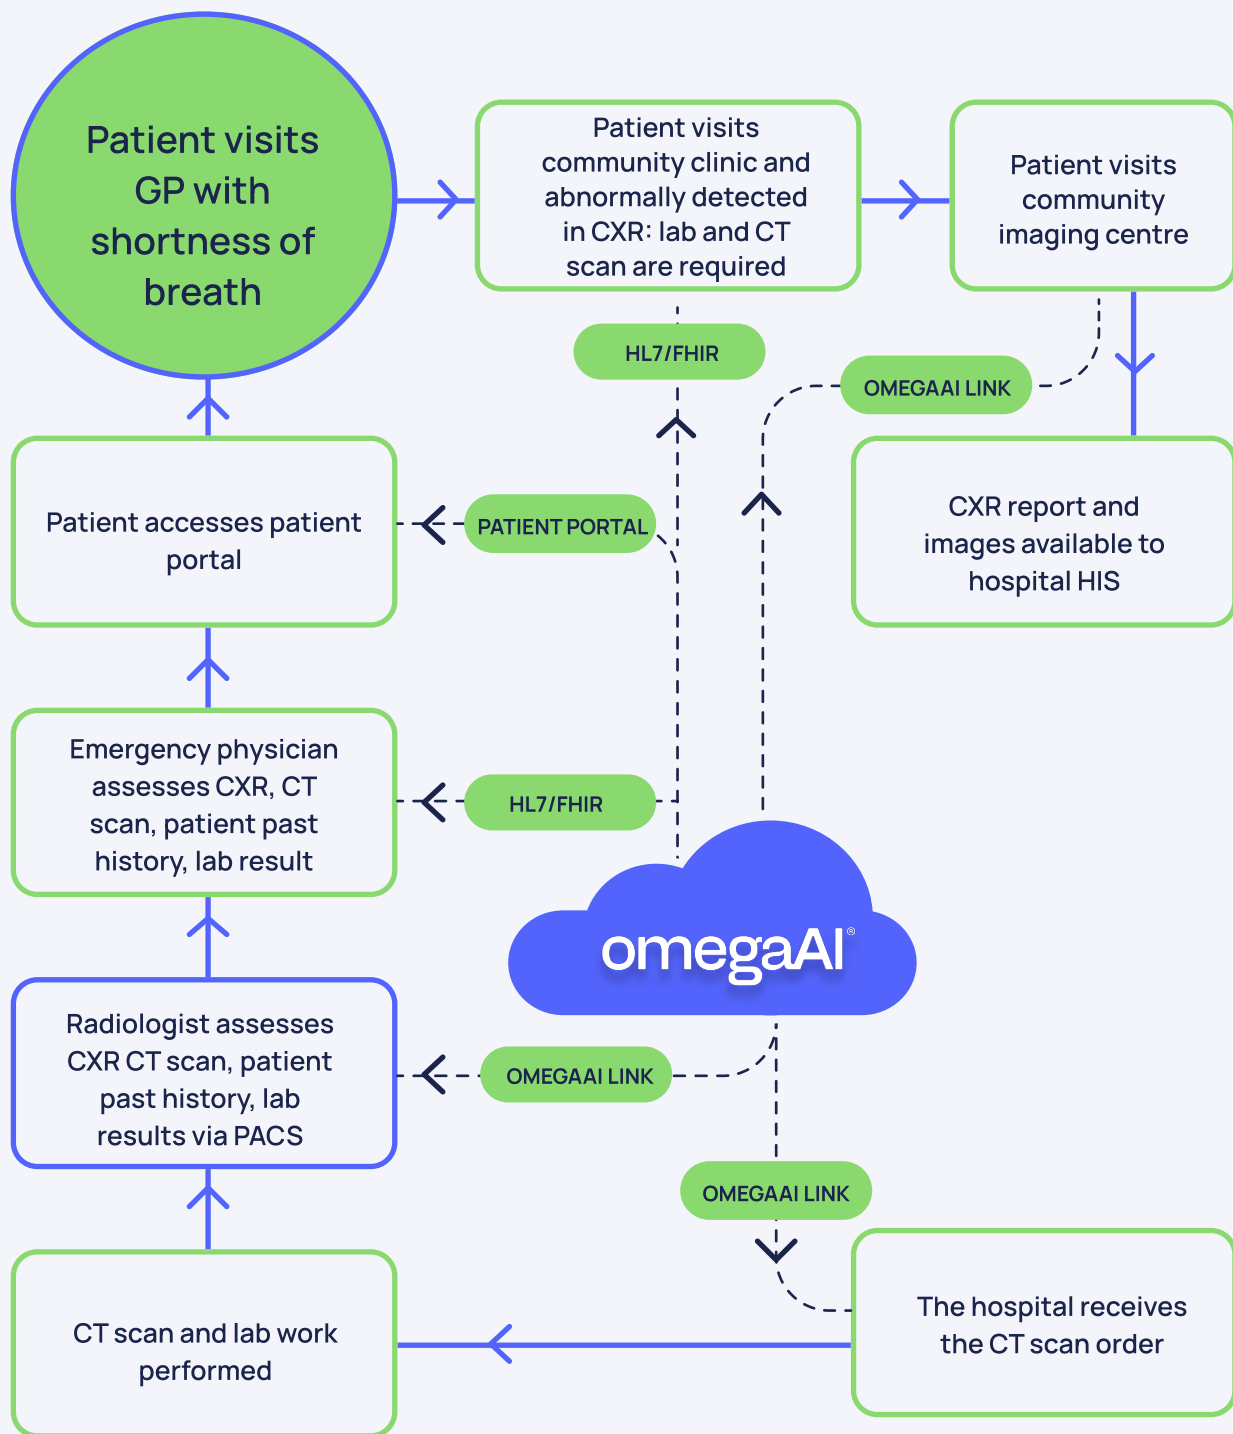 Patient visits
GP with
shortness of
breath
Patient visits
community clinic and
abnormally detected
in CXR: lab and CT
scan are required
Patient visits
community
imaging centre
HL7/FHIR
OMEGAAI LINK
Patient accesses patient
portal
PATIENT PORTAL
CXR report and
images available to
hospital HIS
Emergency physician
assesses CXR, CT
scan, patient past
history, lab result
HL7/FHIR
omegaAI®
Radiologist assesses
CXR CT scan, patient
past history, lab
results via PACS
OMEGAAI LINK
OMEGAAI LINK
CT scan and lab work
performed
The hospital receives
the CT scan order